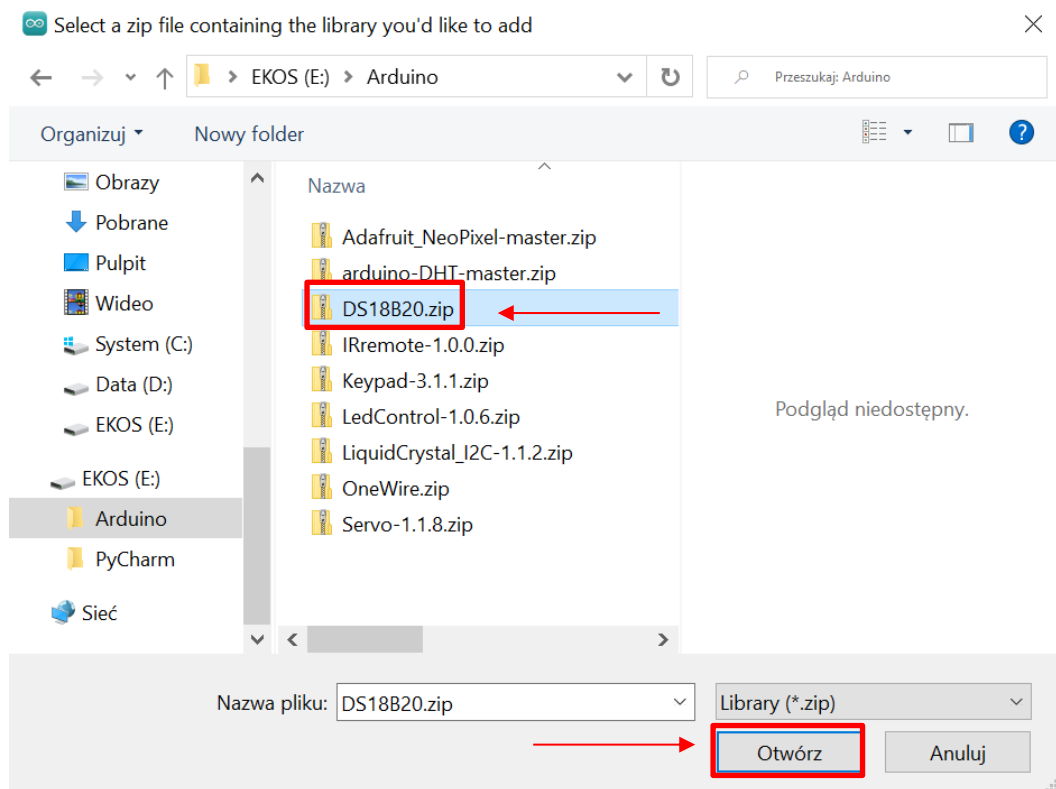 Select a zip file containing the library you'd like to add
EKOS (E:) Arduino
Przeszukaj: Arduino
Organizuj
Nowy folder
?
Obrazy
Pobrane
Pulpit
Wideo
System (C:)
Data (D:)
EKOS (E:)
EKOS (E:)
Arduino
PyCharm
Sieć
Nazwa
Adafruit_NeoPixel-master.zip
arduino-DHT-master.zip
DS18B20.zip
IRremote-1.0.0.zip
Keypad-3.1.1.zip
LedControl-1.0.6.zip
LiquidCrystal_I2C-1.1.2.zip
OneWire.zip
Servo-1.1.8.zip
Podgląd niedostępny.
Nazwa pliku: DS18B20.zip
Library (*.zip)
Otwórz
Anuluj